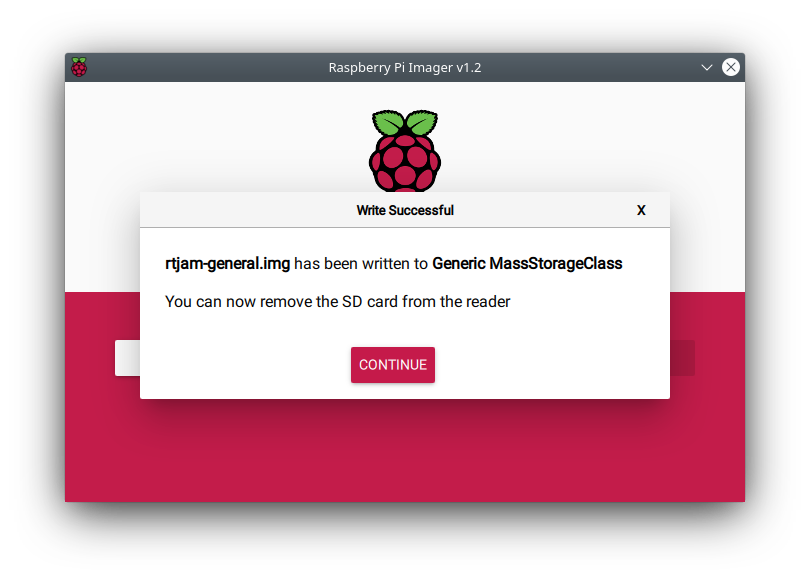 Raspberry Pi Imager v1.2
Write Successful X
rtjam-general.img has been written to Generic MassStorageClass
You can now remove the SD card from the reader
CONTINUE